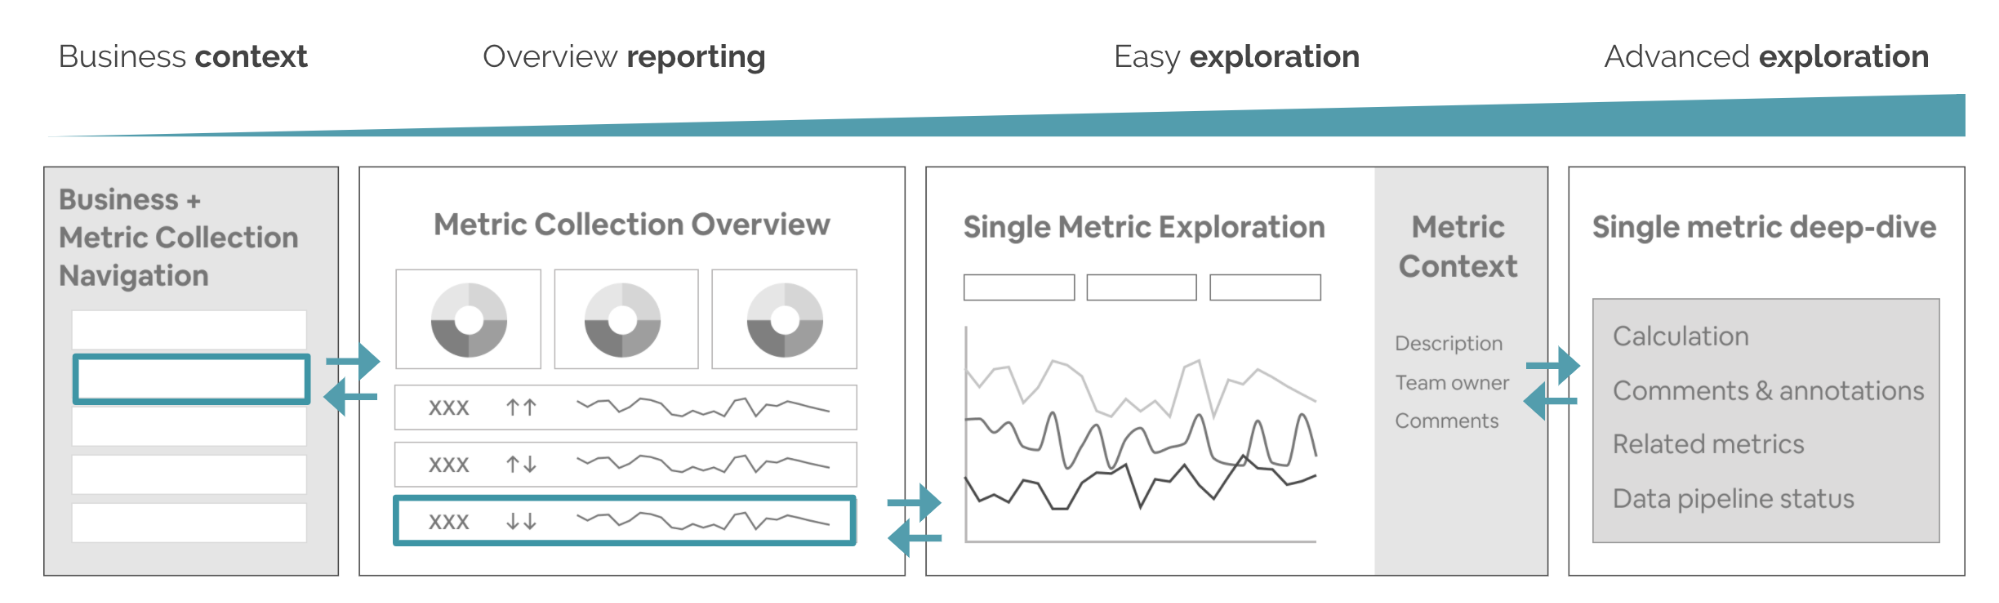 Business context
Overview reporting
Easy exploration
Advanced exploration
Business +
Metric Collection
Navigation
Metric Collection Overview
XXX ↑↑
XXX ↑↓
XXX ↓↓
Single Metric Exploration
Metric
Context
Description
Team owner
Comments
Single metric deep-dive
Calculation
Comments & annotations
Related metrics
Data pipeline status